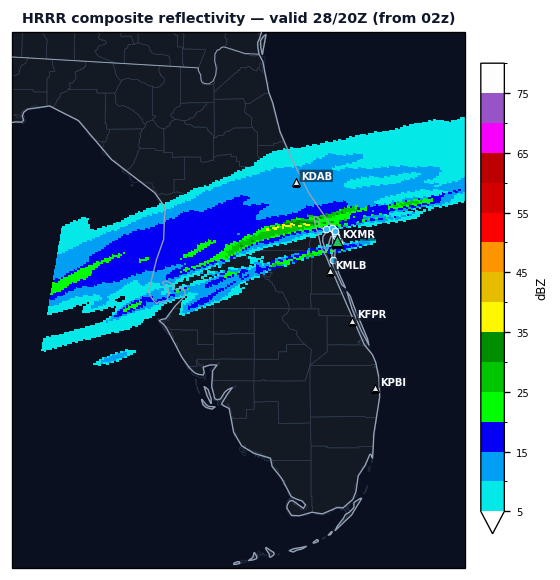 HRRR composite reflectivity — valid 28/20Z (from 02z)
KDAB
KXMR
KMLB
KFPR
KPBI
75
65
55
45
35
25
15
5
dBZ